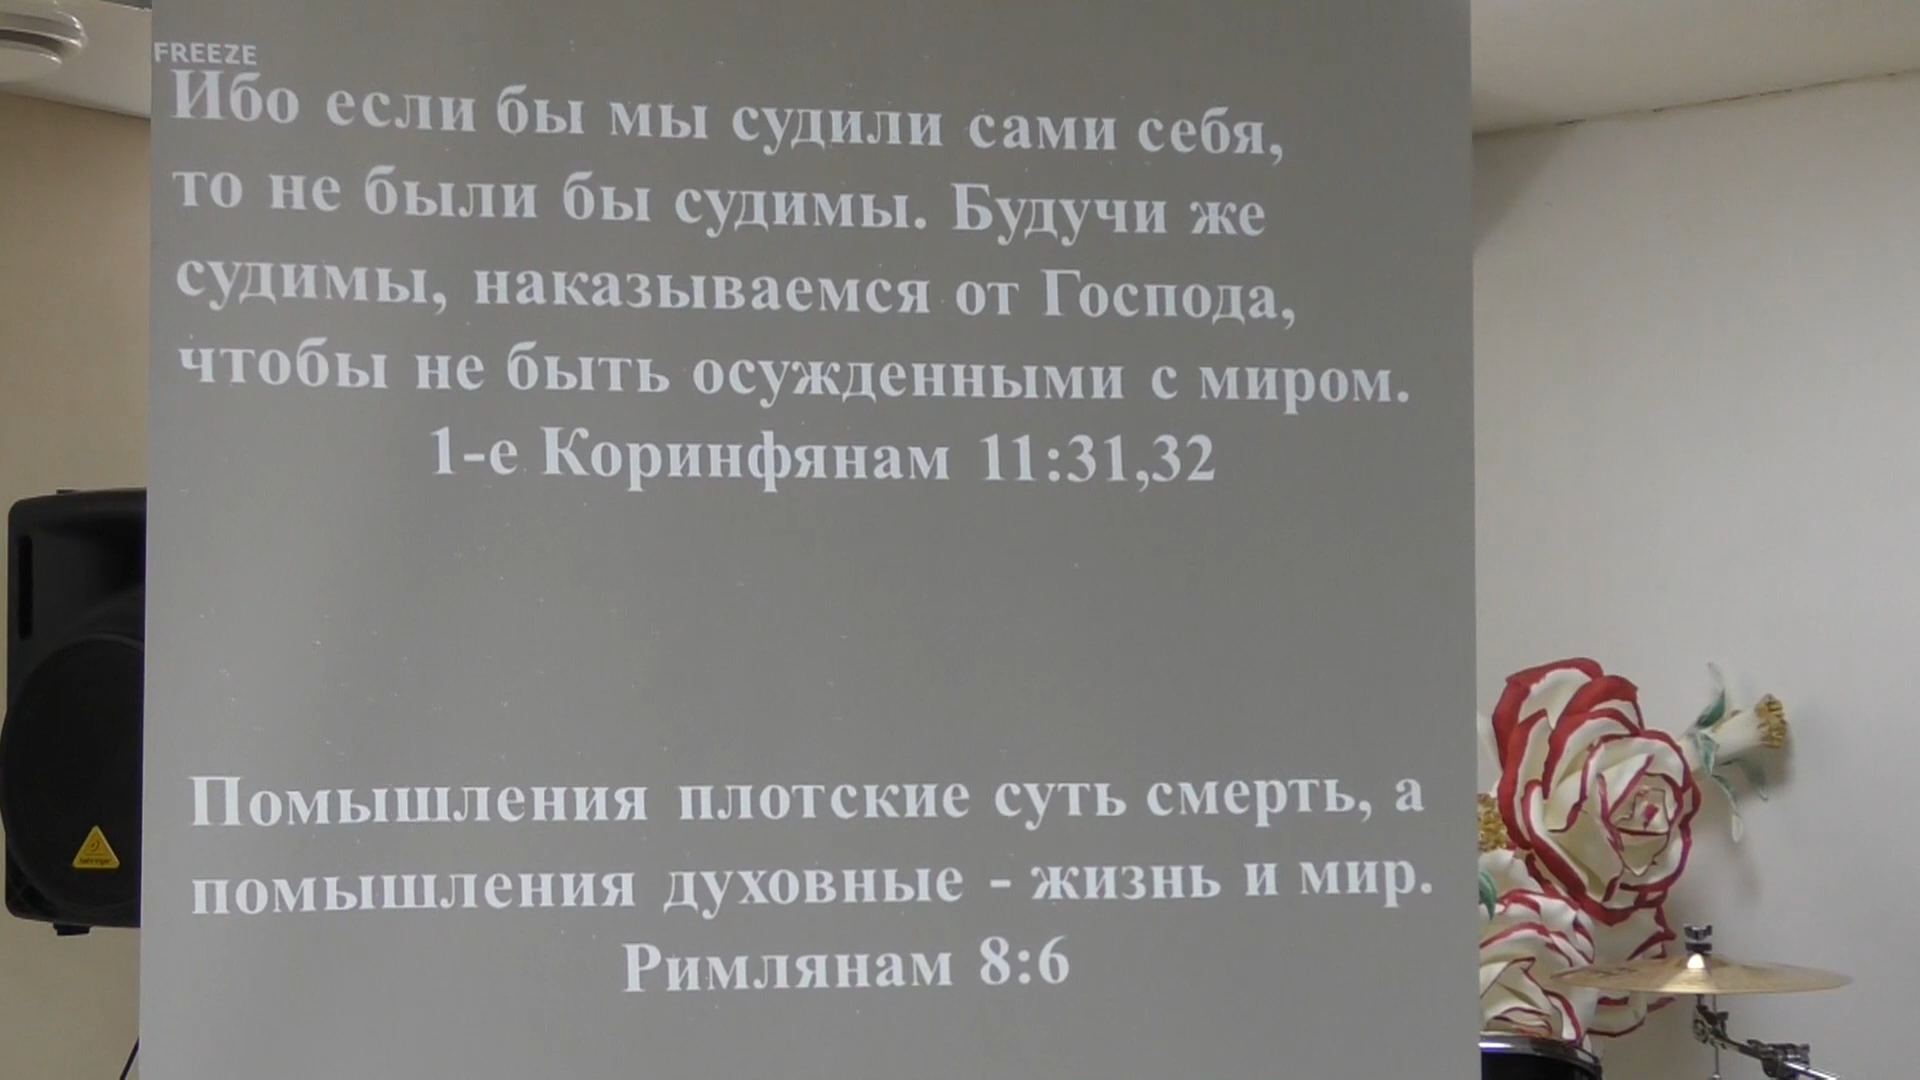 FREEZE
Ибо если бы мы судили сами себя,
то не были бы судимы. Будучи же
судимы, наказываемся от Господа,
чтобы не быть осужденными с миром.
1-е Коринфянам 11:31,32
Помышления плотские суть смерть, а
помышления духовные - жизнь и мир.
Римлянам 8:6
behringer